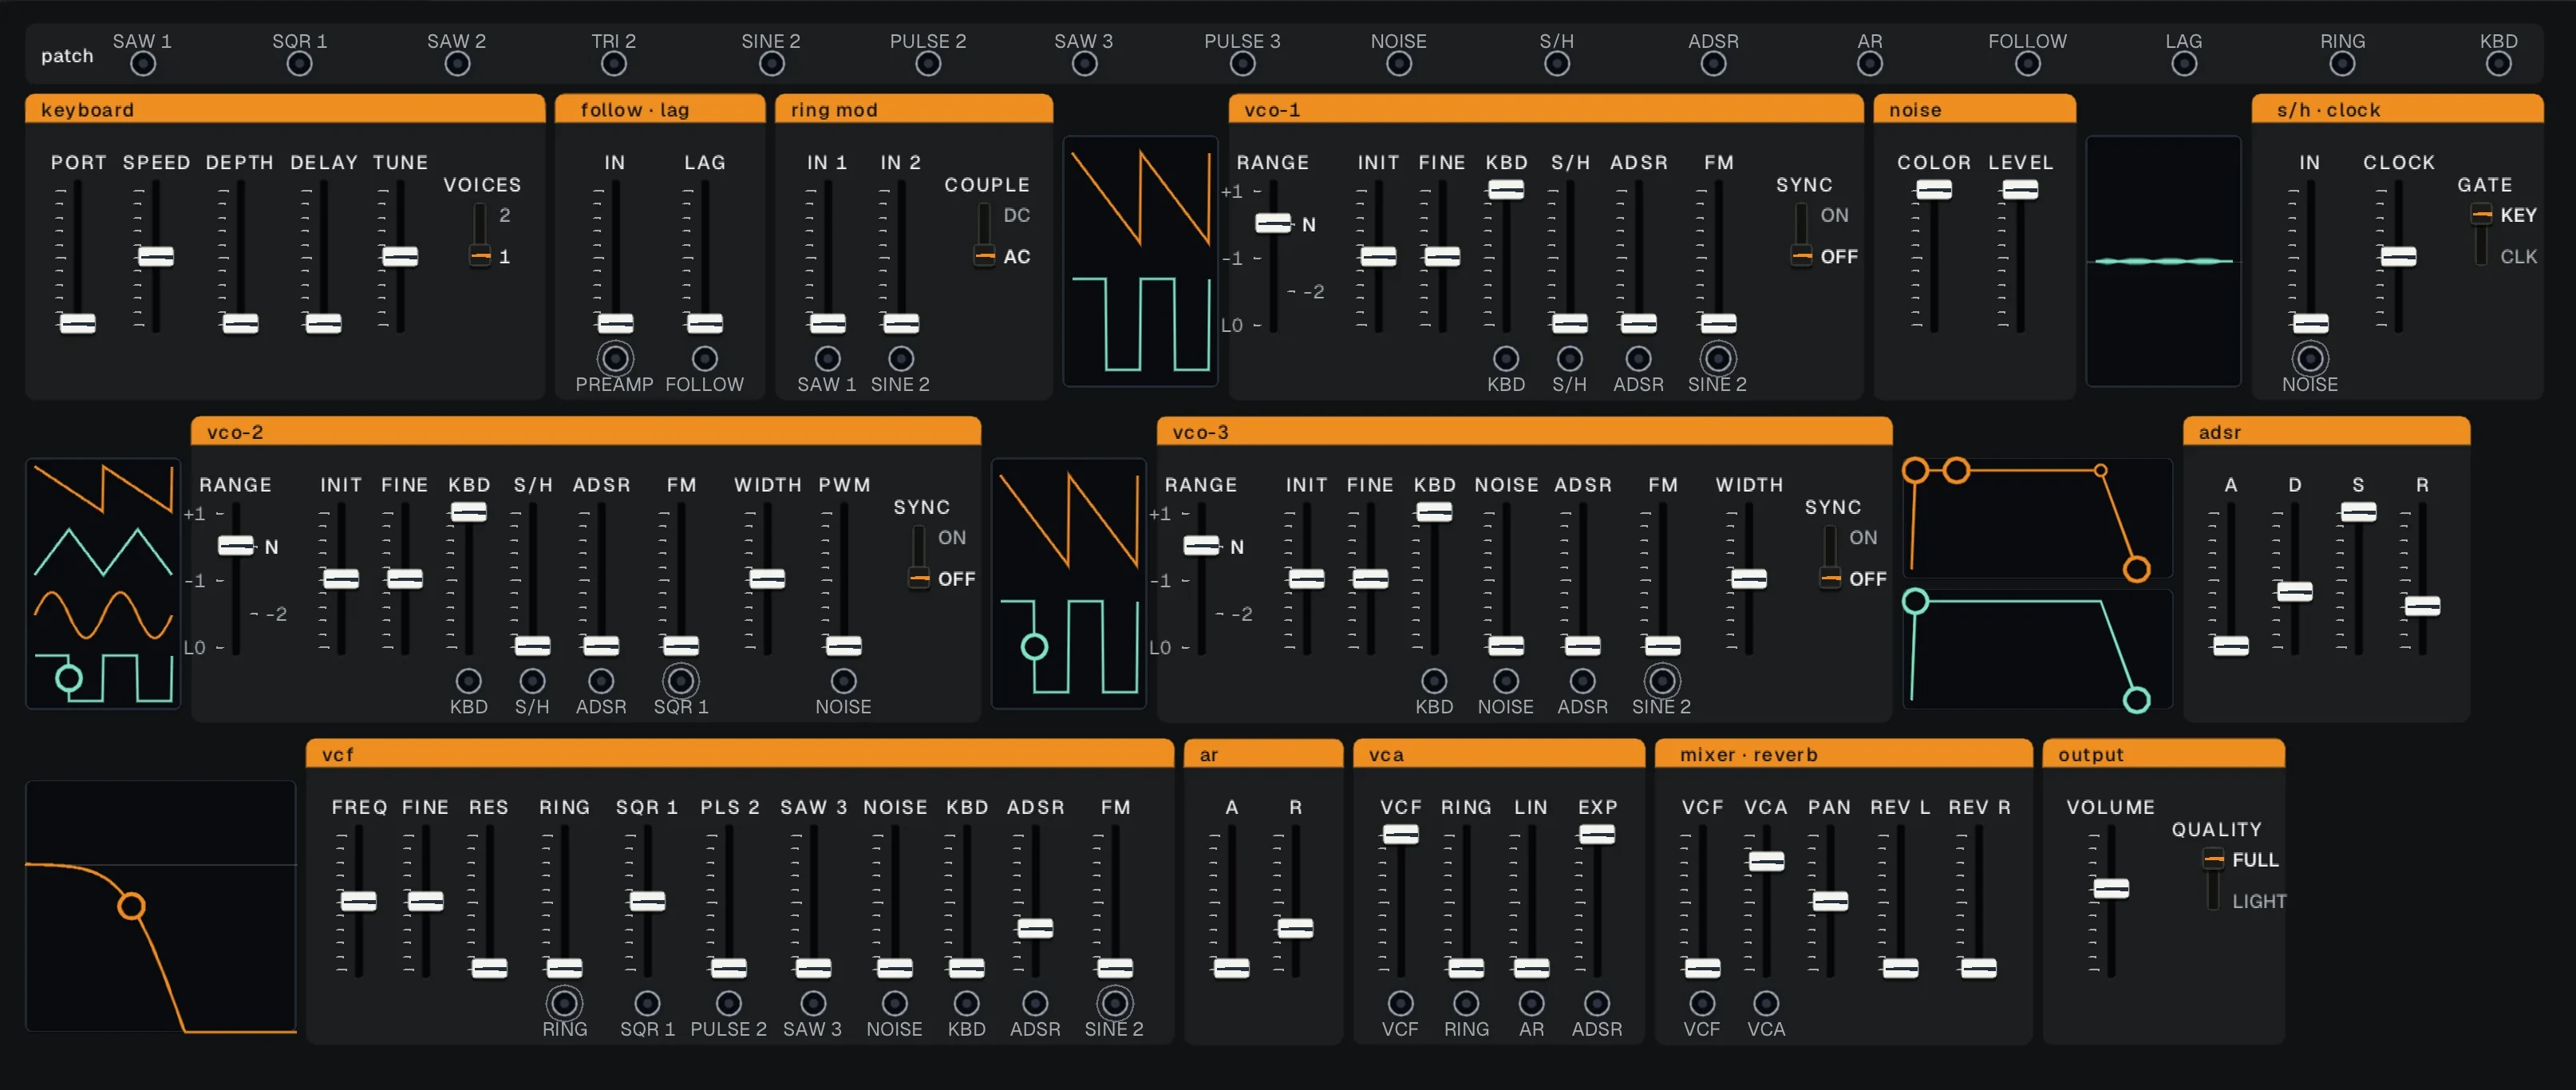 patch SAW 1 SQR 1 SAW 2 TRI 2 SINE 2 PULSE 2 SAW 3 PULSE 3 NOISE S/H ADSR AR FOLLOW LAG RING KBD
keyboard
PORT SPEED DEPTH DELAY TUNE
VOICES
2
1
follow · lag
IN LAG
PREAMP FOLLOW
ring mod
IN 1 IN 2
COUPLE
DC
AC
SAW 1 SINE 2
vco-1
RANGE INIT FINE KBD S/H ADSR FM
+1
N
-1
-2
LO
SYNC
ON
OFF
KBD S/H ADSR SINE 2
noise
COLOR LEVEL
s/h · clock
IN CLOCK
GATE
KEY
CLK
NOISE
vco-2
RANGE INIT FINE KBD S/H ADSR FM WIDTH PWM
+1
N
-1
-2
LO
SYNC
ON
OFF
KBD S/H ADSR SQR 1 NOISE
vco-3
RANGE INIT FINE KBD NOISE ADSR FM WIDTH
+1
N
-1
-2
LO
SYNC
ON
OFF
KBD NOISE ADSR SINE 2
adsr
A D S R
vcf
FREQ FINE RES RING SQR 1 PLS 2 SAW 3 NOISE KBD ADSR FM
RING SQR 1 PULSE 2 SAW 3 NOISE KBD ADSR SINE 2
ar
A R
vca
VCF RING LIN EXP
VCF RING AR ADSR
mixer · reverb
VCF VCA PAN REV L REV R
VCF VCA
output
VOLUME
QUALITY
FULL
LIGHT